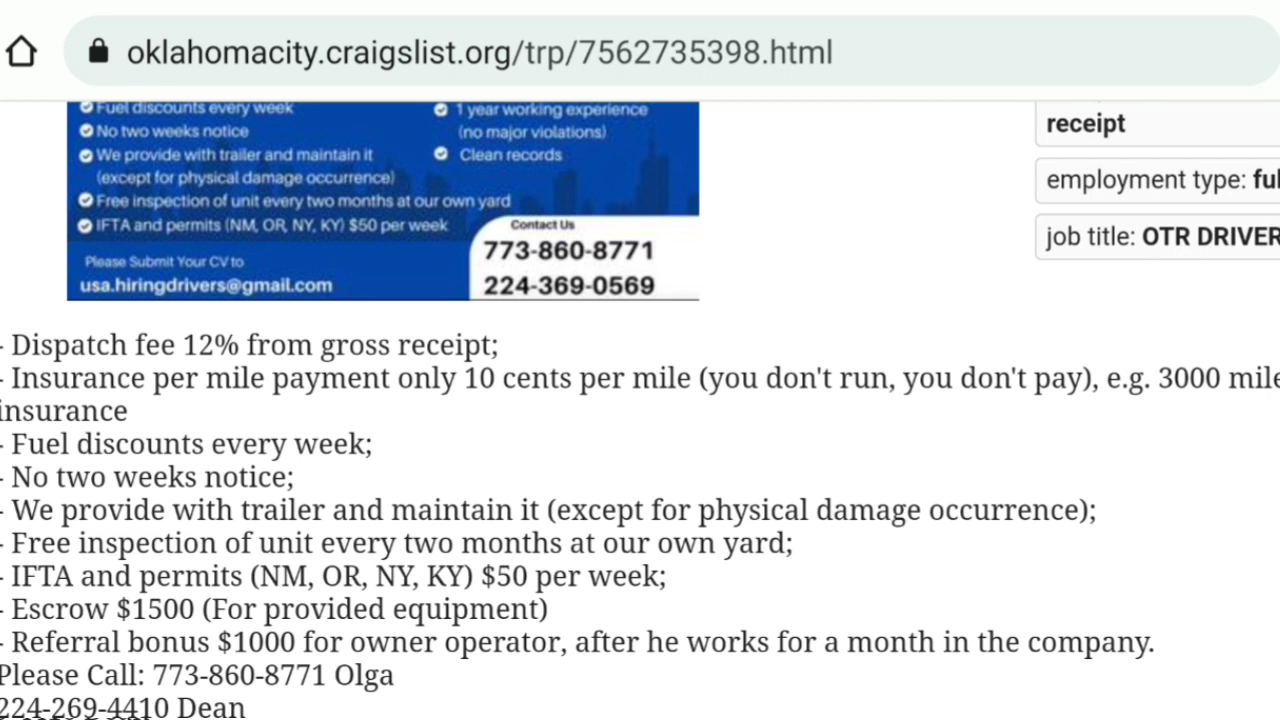 oklahomacity.craigslist.org/trp/7562735398.html
Fuel discounts every week
No two weeks notice
We provide with trailer and maintain it
(except for physical damage occurrence)
Free inspection of unit every two months at our own yard
IFTA and permits (NM, OR, NY, KY) $50 per week
Please Submit Your CV to
usa.hiringdrivers@gmail.com
1 year working experience
(no major violations)
Clean records
Contact Us
773-860-8771
224-369-0569
receipt
employment type: ful
job title: OTR DRIVER
- Dispatch fee 12% from gross receipt;
- Insurance per mile payment only 10 cents per mile (you don't run, you don't pay), e.g. 3000 mile
insurance
- Fuel discounts every week;
- No two weeks notice;
- We provide with trailer and maintain it (except for physical damage occurrence);
- Free inspection of unit every two months at our own yard;
- IFTA and permits (NM, OR, NY, KY) $50 per week;
- Escrow $1500 (For provided equipment)
- Referral bonus $1000 for owner operator, after he works for a month in the company.
Please Call: 773-860-8771 Olga
224-269-4410 Dean